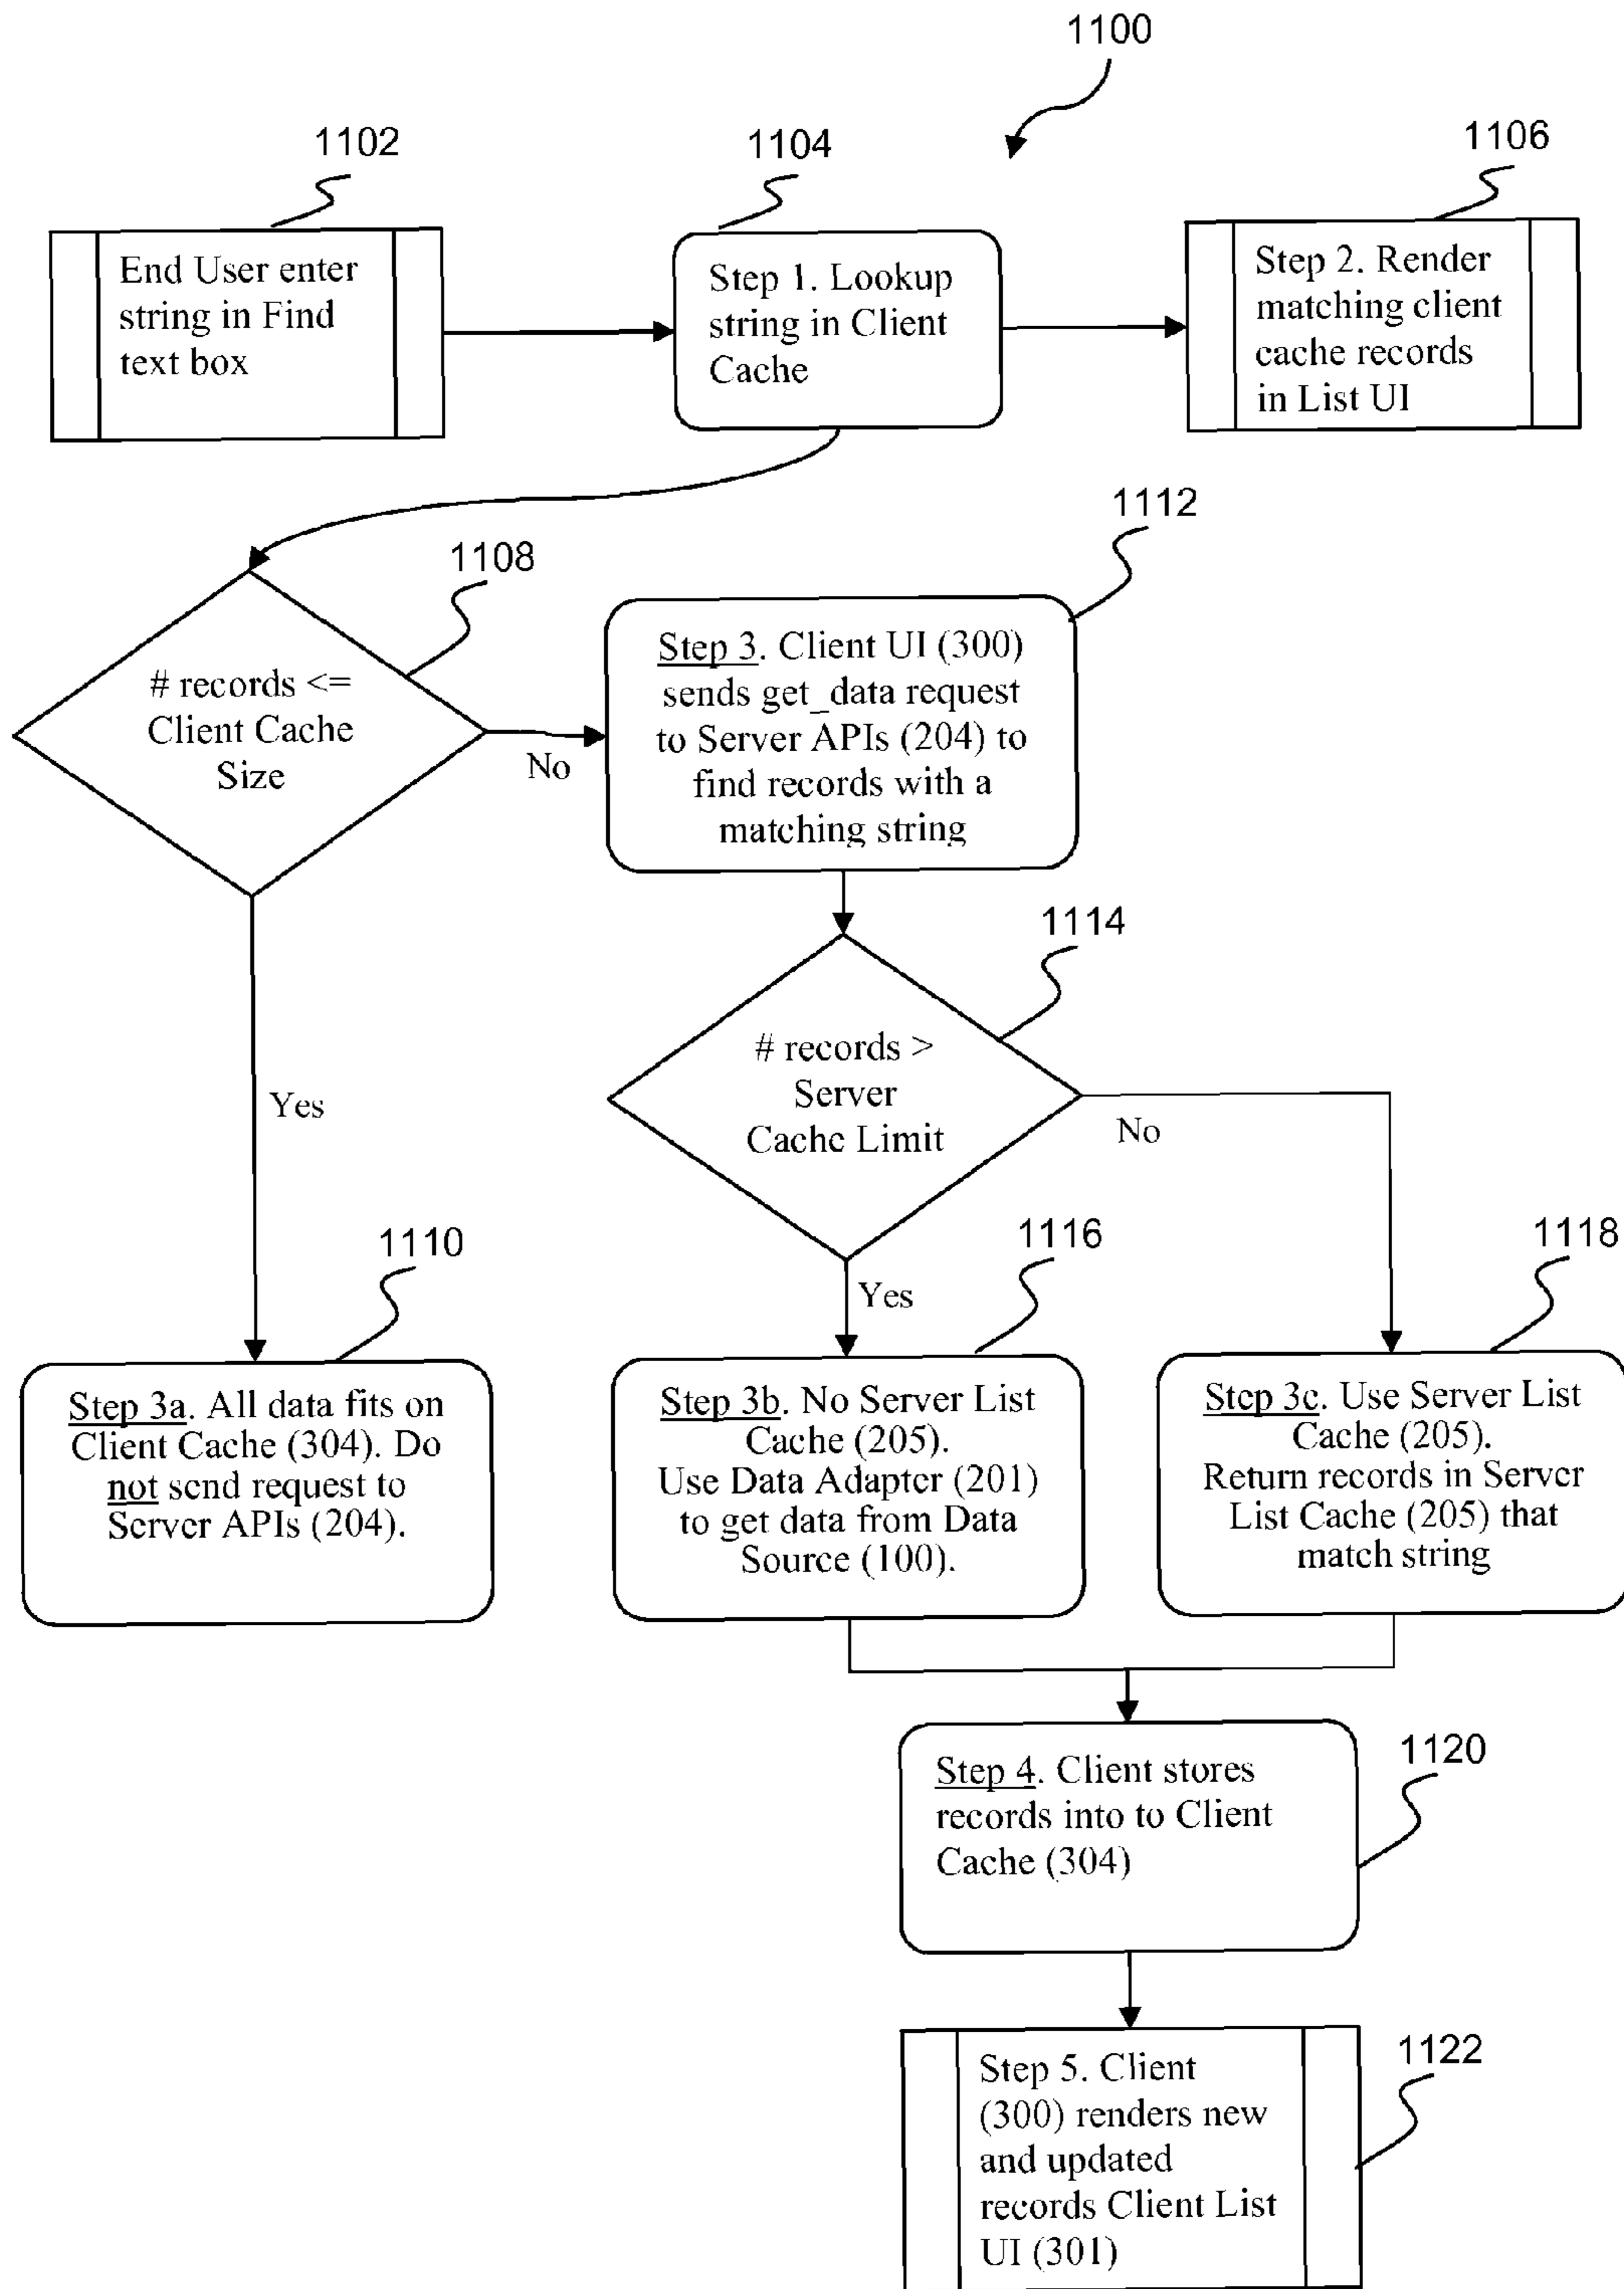 1100
1102
1104
1106
End User enter
string in Find
text box
Step 1. Lookup
string in Client
Cache
Step 2. Render
matching client
cache records
in List UI
1108
1112
# records <=
Client Cache
Size
No
Step 3. Client UI (300)
sends get_data request
to Server APIs (204) to
find records with a
matching string
1114
# records >
Server
Cache Limit
Yes
No
1110
1116
1118
Yes
Step 3a. All data fits on
Client Cache (304). Do
not send request to
Server APIs (204).
Step 3b. No Server List
Cache (205).
Use Data Adapter (201)
to get data from Data
Source (100).
Step 3c. Use Server List
Cache (205).
Return records in Server
List Cache (205) that
match string
1120
Step 4. Client stores
records into to Client
Cache (304)
1122
Step 5. Client
(300) renders new
and updated
records Client List
UI (301)